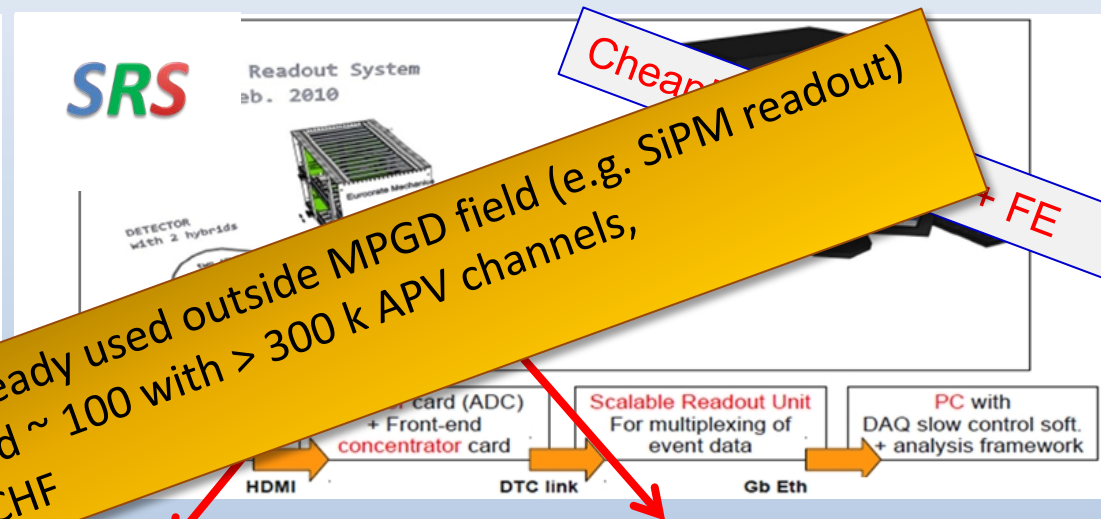 SRS
Readout System
eb. 2010
Eurocrate Mechanics
DETECTOR
with 2 hybrids
+ FE
eady used outside MPGD field (e.g. SiPM readout)
d ~ 100 with > 300 k APV channels,
CHF
card (ADC)
+ Front-end
concentrator card
Scalable Readout Unit
For multiplexing of
event data
PC with
DAQ slow control soft.
+ analysis framework
HDMI
DTC link
Gb Eth